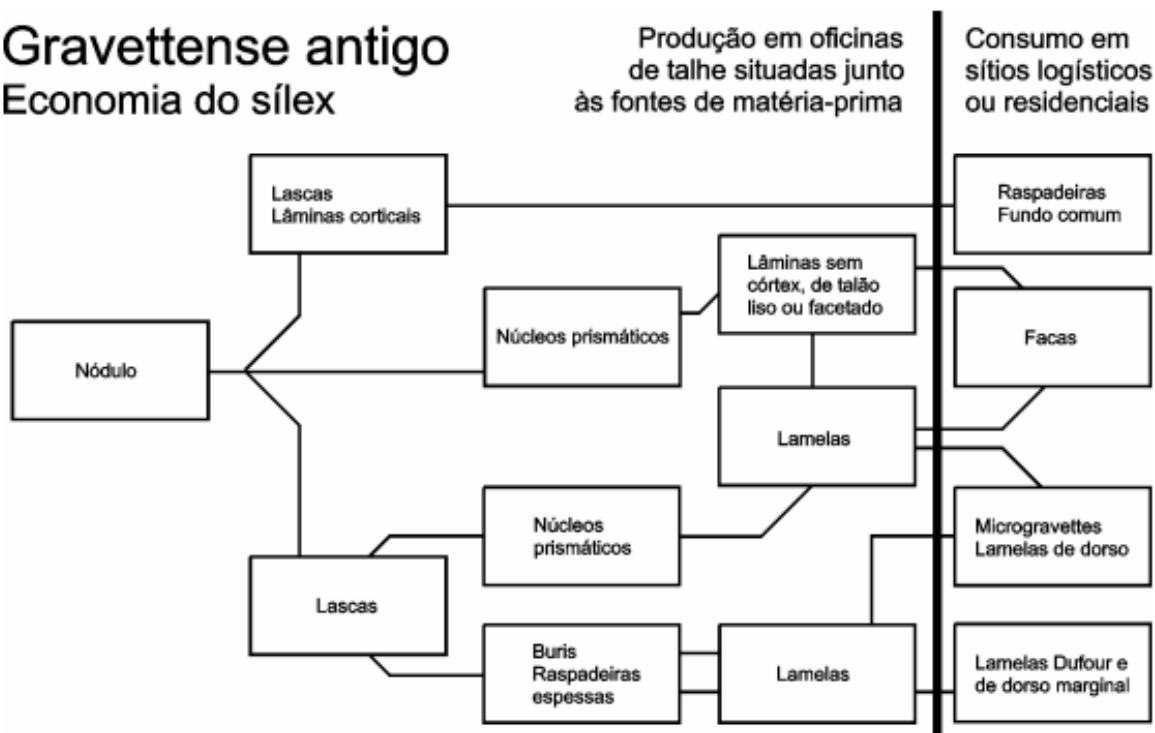 Gravettense antigo
Economia do sílex
Produção em oficinas
de talhe situadas junto
às fontes de matéria-prima
Consumo em
sítios logísticos
ou residenciais
Lascas
Lâminas corticais
Raspadeiras
Fundo comum
Lâminas sem
córtex, de talão
liso ou facetado
Núcleos prismáticos
Facas
Nódulo
Lamelas
Núcleos
prismáticos
Microgravettes
Lamelas de dorso
Lascas
Buris
Raspadeiras
espessas
Lamelas
Lamelas Dufour e
de dorso marginal